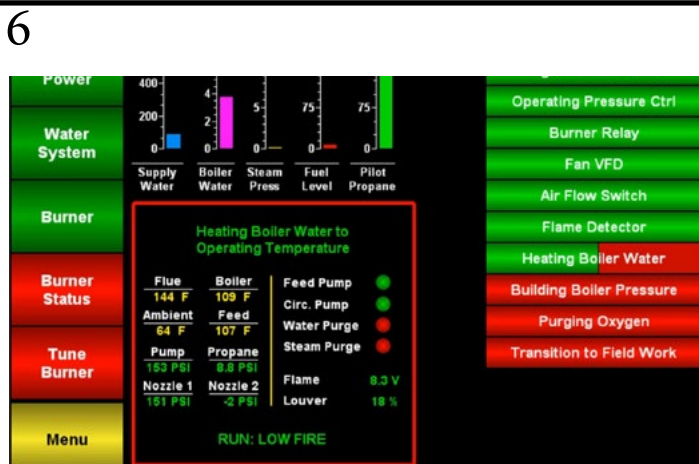 6
Power
Water
System
Burner
Burner
Status
Tune
Burner
Menu
400
200
0
4
2
0
5
0
75
0
75
0
Supply
Water
Boiler
Water
Steam
Press
Fuel
Level
Pilot
Propane
Heating Boiler Water to
Operating Temperature
Flue Boiler
144 F 109 F
Ambient Feed
64 F 107 F
Pump Propane
153 PSI 8.8 PSI
Nozzle 1 Nozzle 2
151 PSI -2 PSI
Feed Pump
Circ. Pump
Water Purge
Steam Purge
Flame 8.3 V
Louver 18 %
RUN: LOW FIRE
Operating Pressure Ctrl
Burner Relay
Fan VFD
Air Flow Switch
Flame Detector
Heating Boiler Water
Building Boiler Pressure
Purging Oxygen
Transition to Field Work